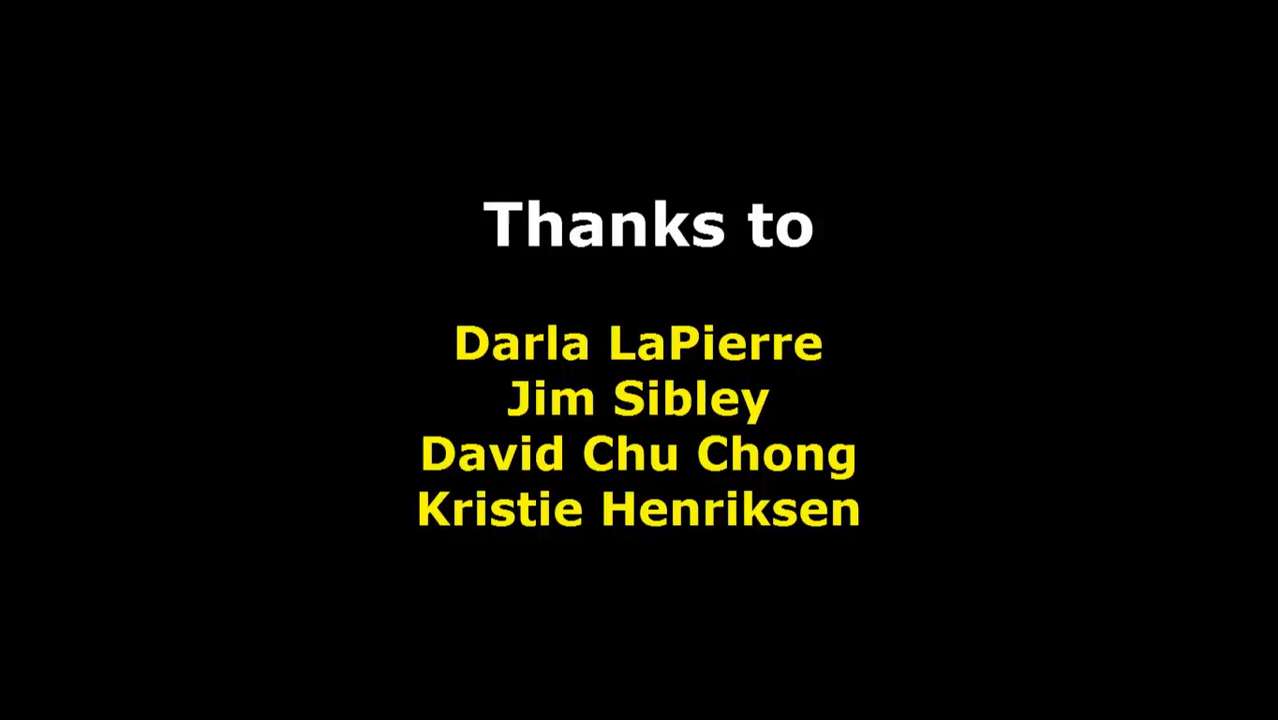 Thanks to
Darla LaPierre
Jim Sibley
David Chu Chong
Kristie Henriksen